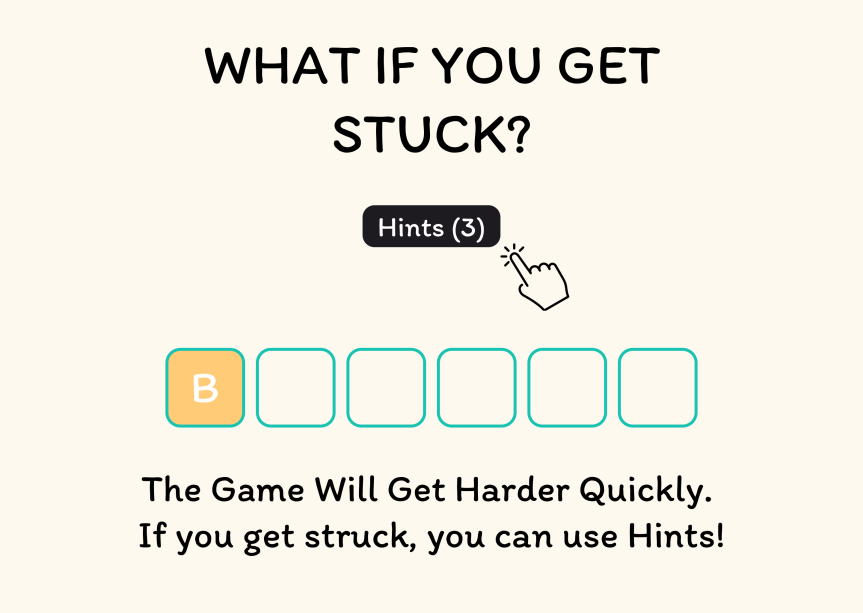 WHAT IF YOU GET
STUCK?
Hints (3)
B
The Game Will Get Harder Quickly.
If you get struck, you can use Hints!